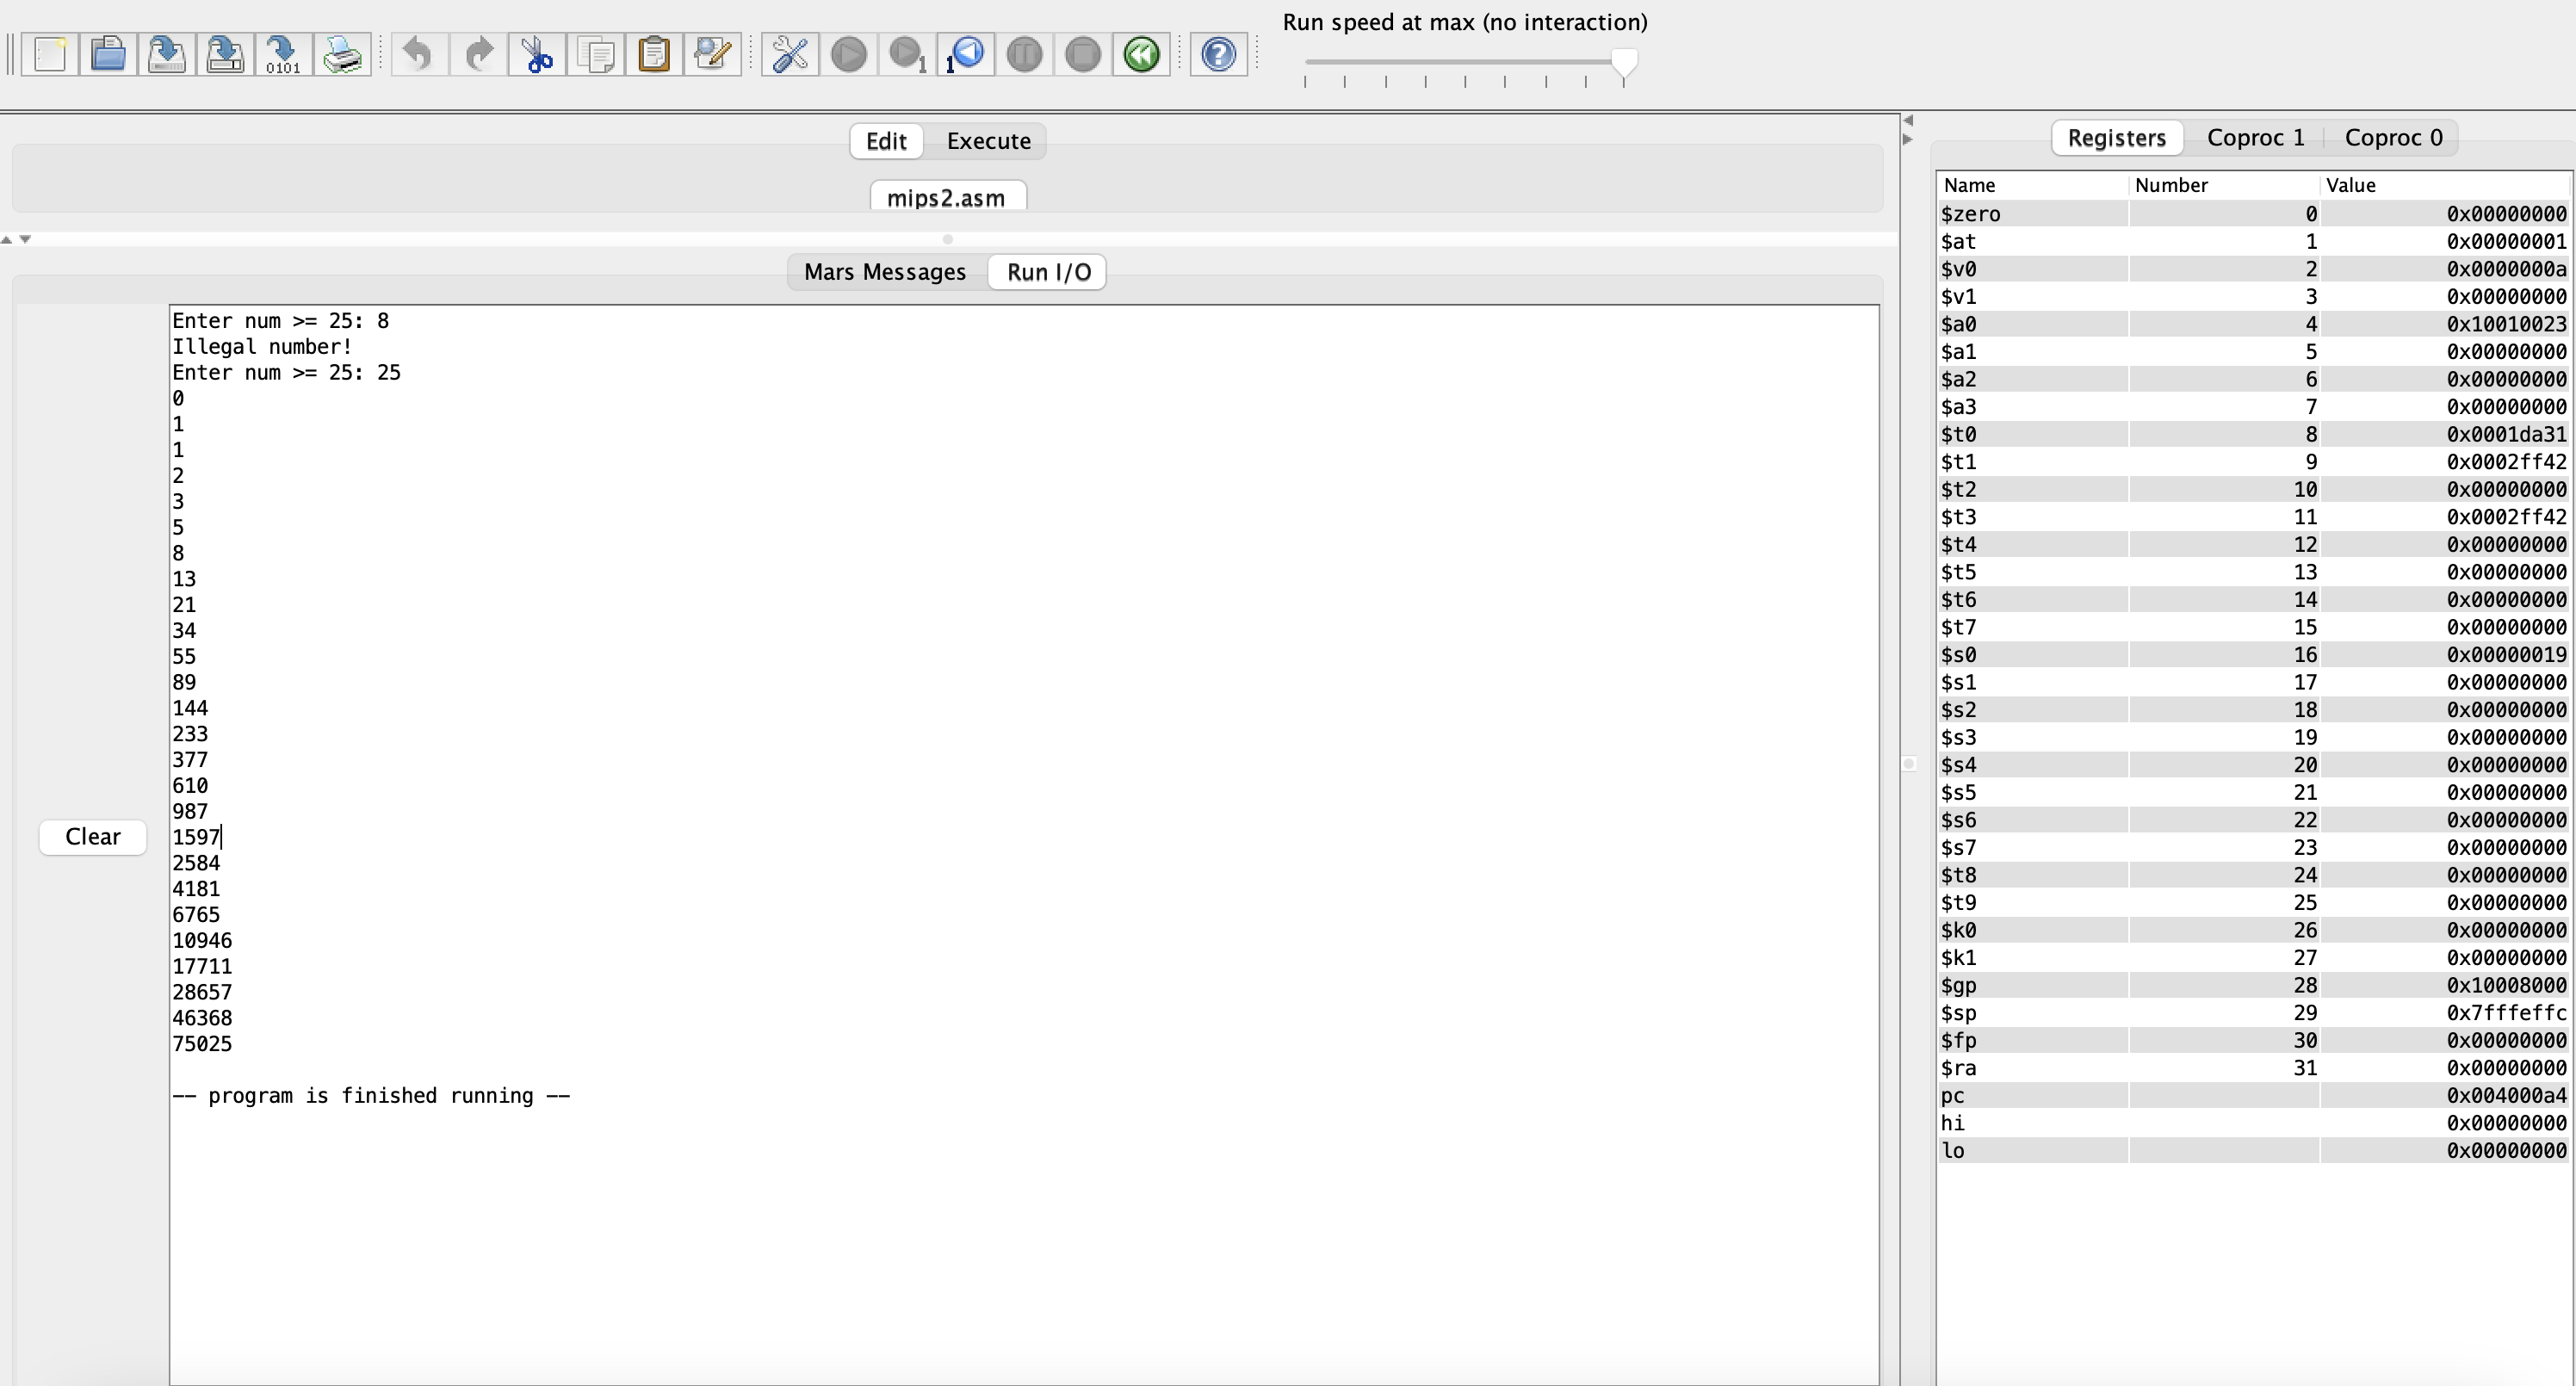 Run speed at max (no interaction)
0101
1
1
Edit Execute
mips2.asm
Mars Messages Run I/O
Enter num >= 25: 8
Illegal number!
Enter num >= 25: 25
0
1
1
2
3
5
8
13
21
34
55
89
144
233
377
610
987
1597
2584
4181
6765
10946
17711
28657
46368
75025
-- program is finished running --
Clear
Registers Coproc 1 Coproc 0
Name Number Value
$zero 0 0x00000000
$at 1 0x00000001
$v0 2 0x0000000a
$v1 3 0x00000000
$a0 4 0x10010023
$a1 5 0x00000000
$a2 6 0x00000000
$a3 7 0x00000000
$t0 8 0x0001da31
$t1 9 0x0002ff42
$t2 10 0x00000000
$t3 11 0x0002ff42
$t4 12 0x00000000
$t5 13 0x00000000
$t6 14 0x00000000
$t7 15 0x00000000
$s0 16 0x00000019
$s1 17 0x00000000
$s2 18 0x00000000
$s3 19 0x00000000
$s4 20 0x00000000
$s5 21 0x00000000
$s6 22 0x00000000
$s7 23 0x00000000
$t8 24 0x00000000
$t9 25 0x00000000
$k0 26 0x00000000
$k1 27 0x00000000
$gp 28 0x10008000
$sp 29 0x7fffeffc
$fp 30 0x00000000
$ra 31 0x00000000
pc 0x004000a4
hi 0x00000000
lo 0x00000000